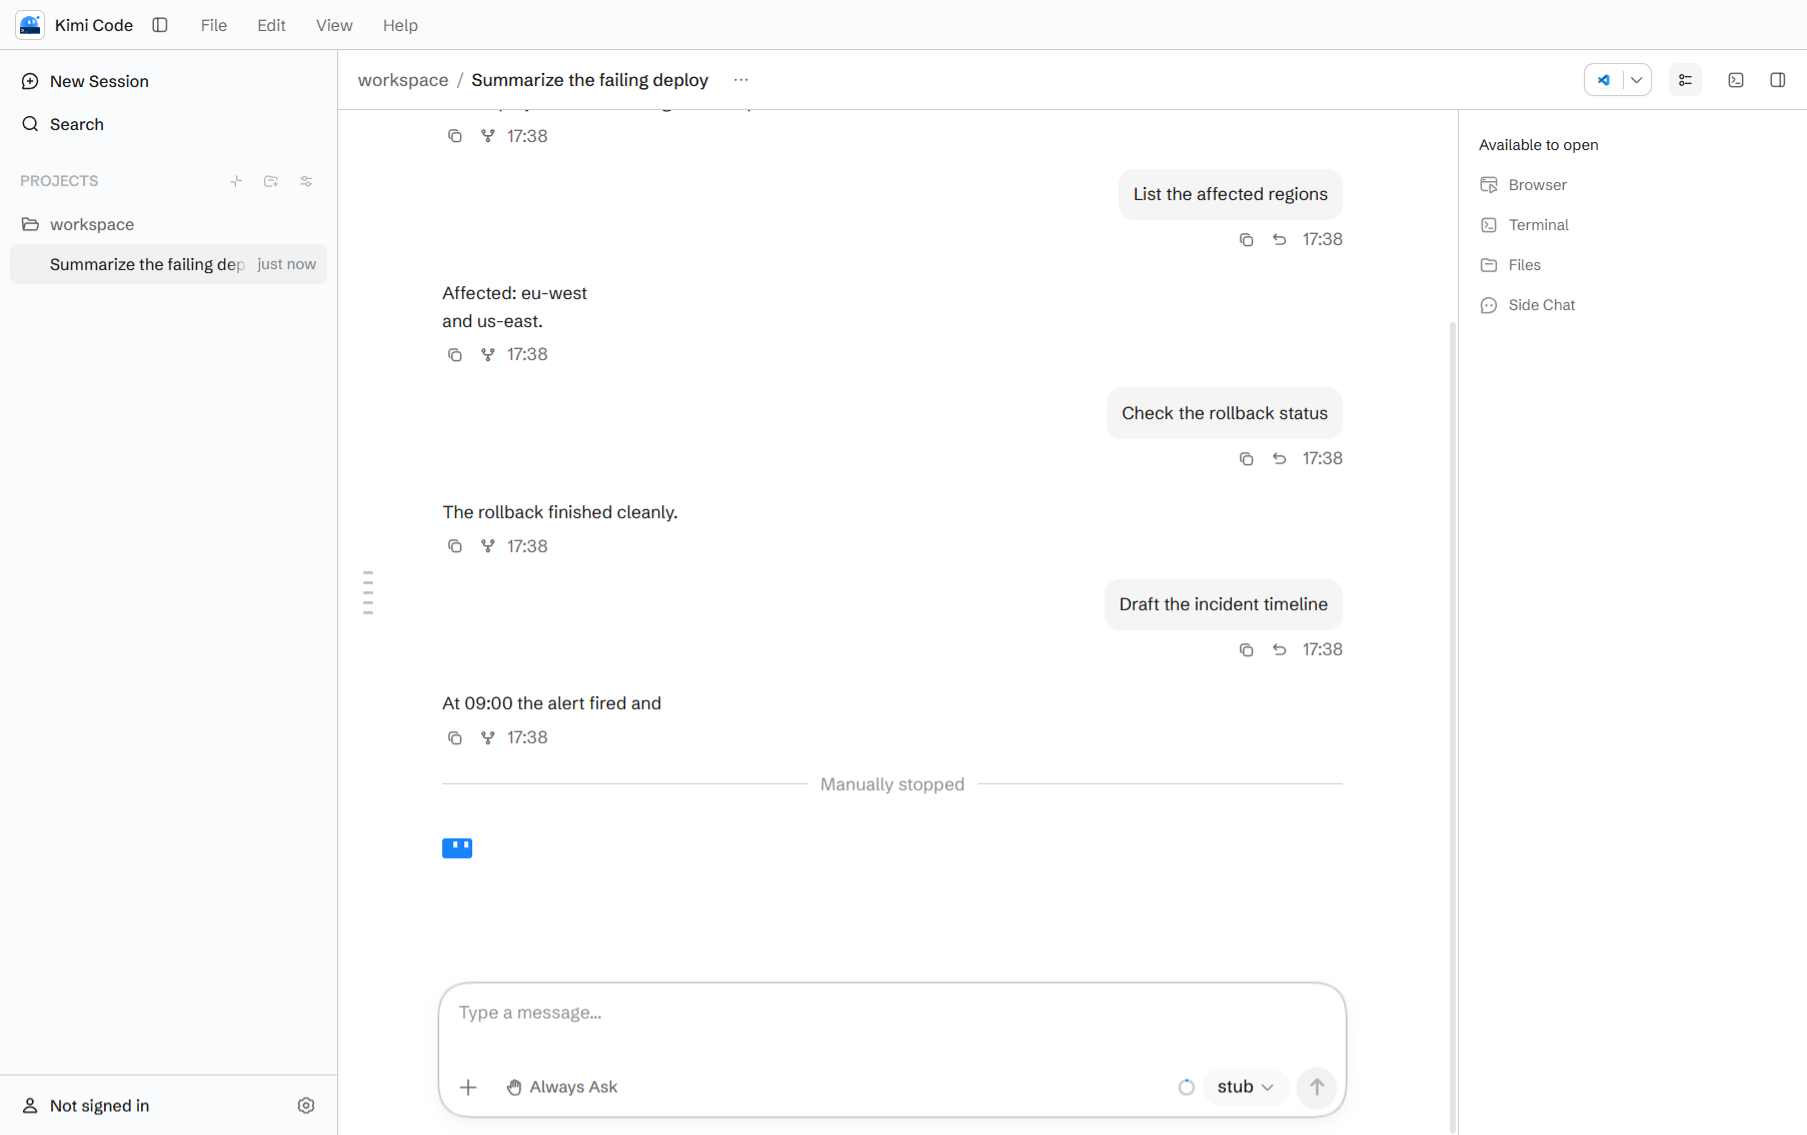 Kimi Code
File
Edit
View
Help
New Session
Search
PROJECTS
workspace
Summarize the failing dep
just now
Not signed in
workspace / Summarize the failing deploy
17:38
List the affected regions
17:38
Affected: eu-west
and us-east.
17:38
Check the rollback status
17:38
The rollback finished cleanly.
17:38
Draft the incident timeline
17:38
At 09:00 the alert fired and
17:38
Manually stopped
Type a message...
Always Ask
stub
Available to open
Browser
Terminal
Files
Side Chat